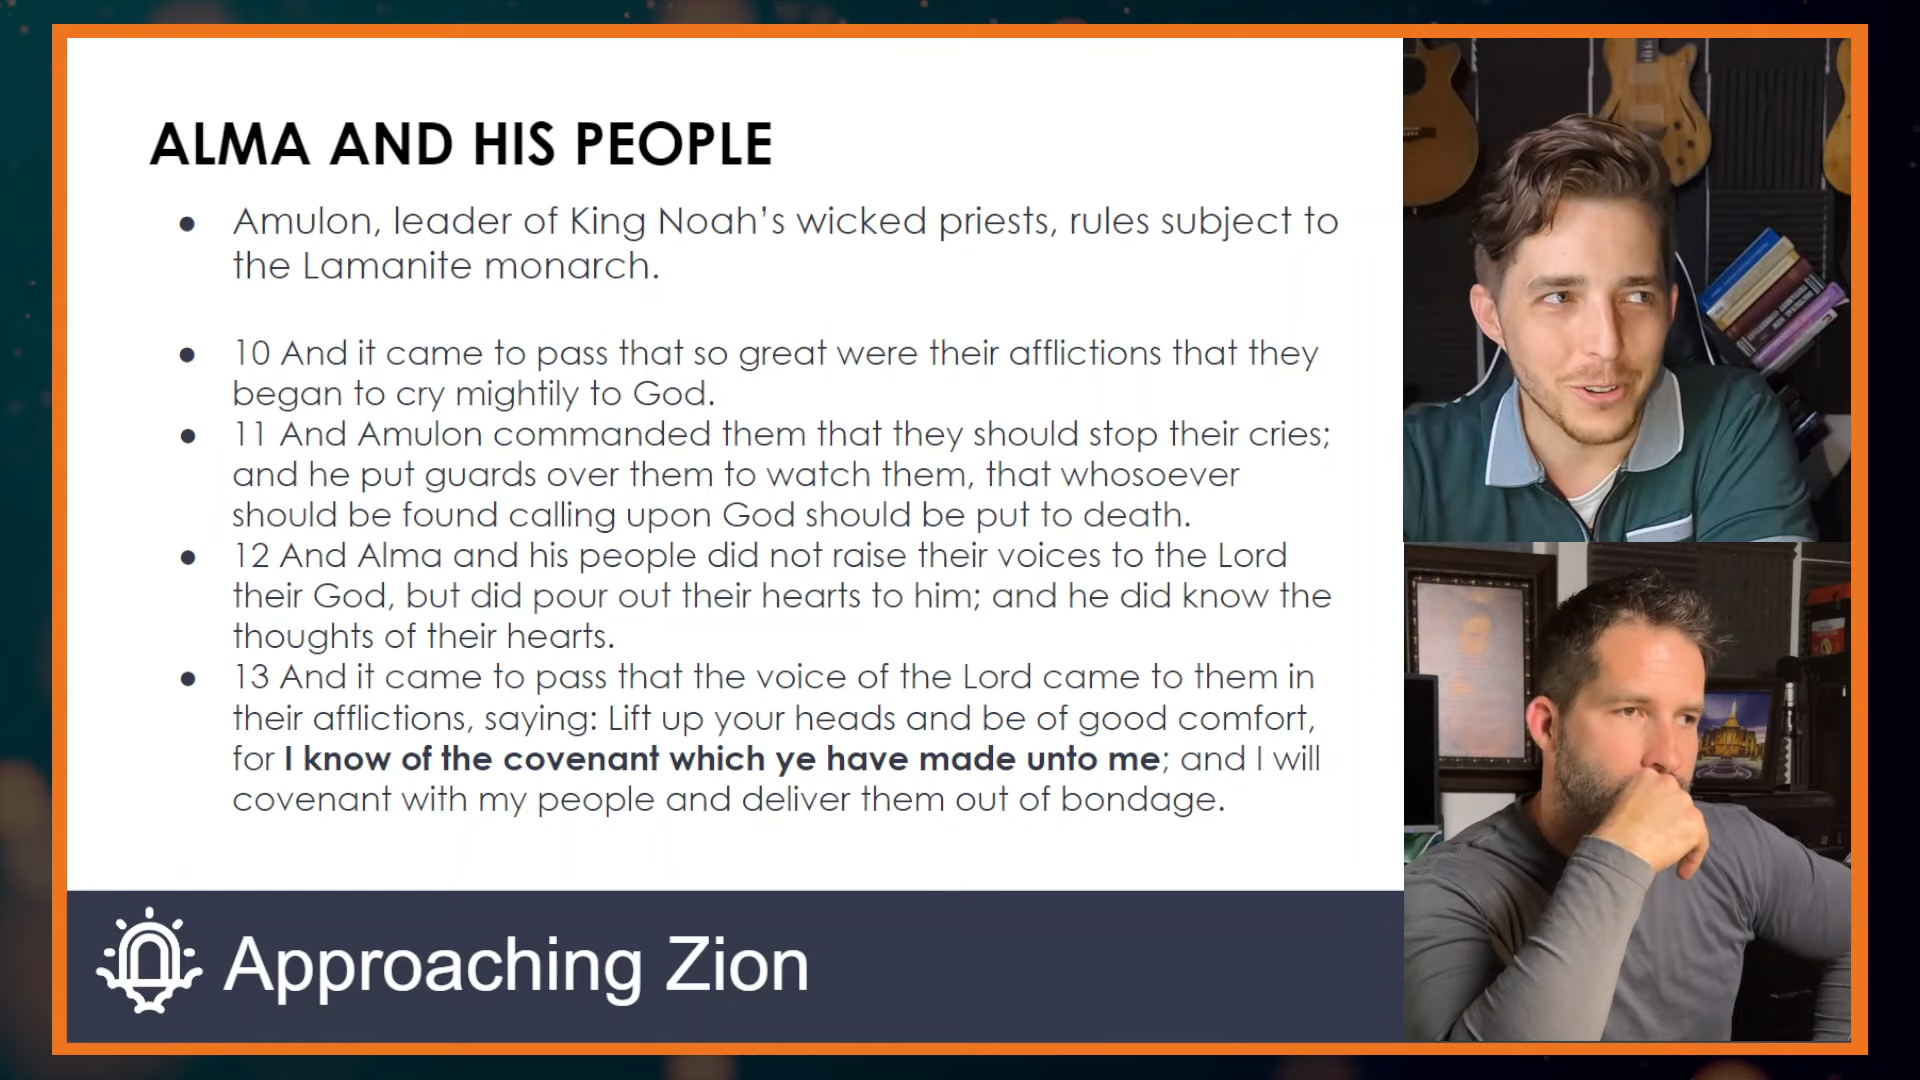 ALMA AND HIS PEOPLE
● Amulon, leader of King Noah's wicked priests, rules subject to
the Lamanite monarch.
● 10 And it came to pass that so great were their afflictions that they
began to cry mightily to God.
● 11 And Amulon commanded them that they should stop their cries;
and he put guards over them to watch them, that whosoever
should be found calling upon God should be put to death.
● 12 And Alma and his people did not raise their voices to the Lord
their God, but did pour out their hearts to him; and he did know the
thoughts of their hearts.
● 13 And it came to pass that the voice of the Lord came to them in
their afflictions, saying: Lift up your heads and be of good comfort,
for I know of the covenant which ye have made unto me; and I will
covenant with my people and deliver them out of bondage.
Approaching Zion